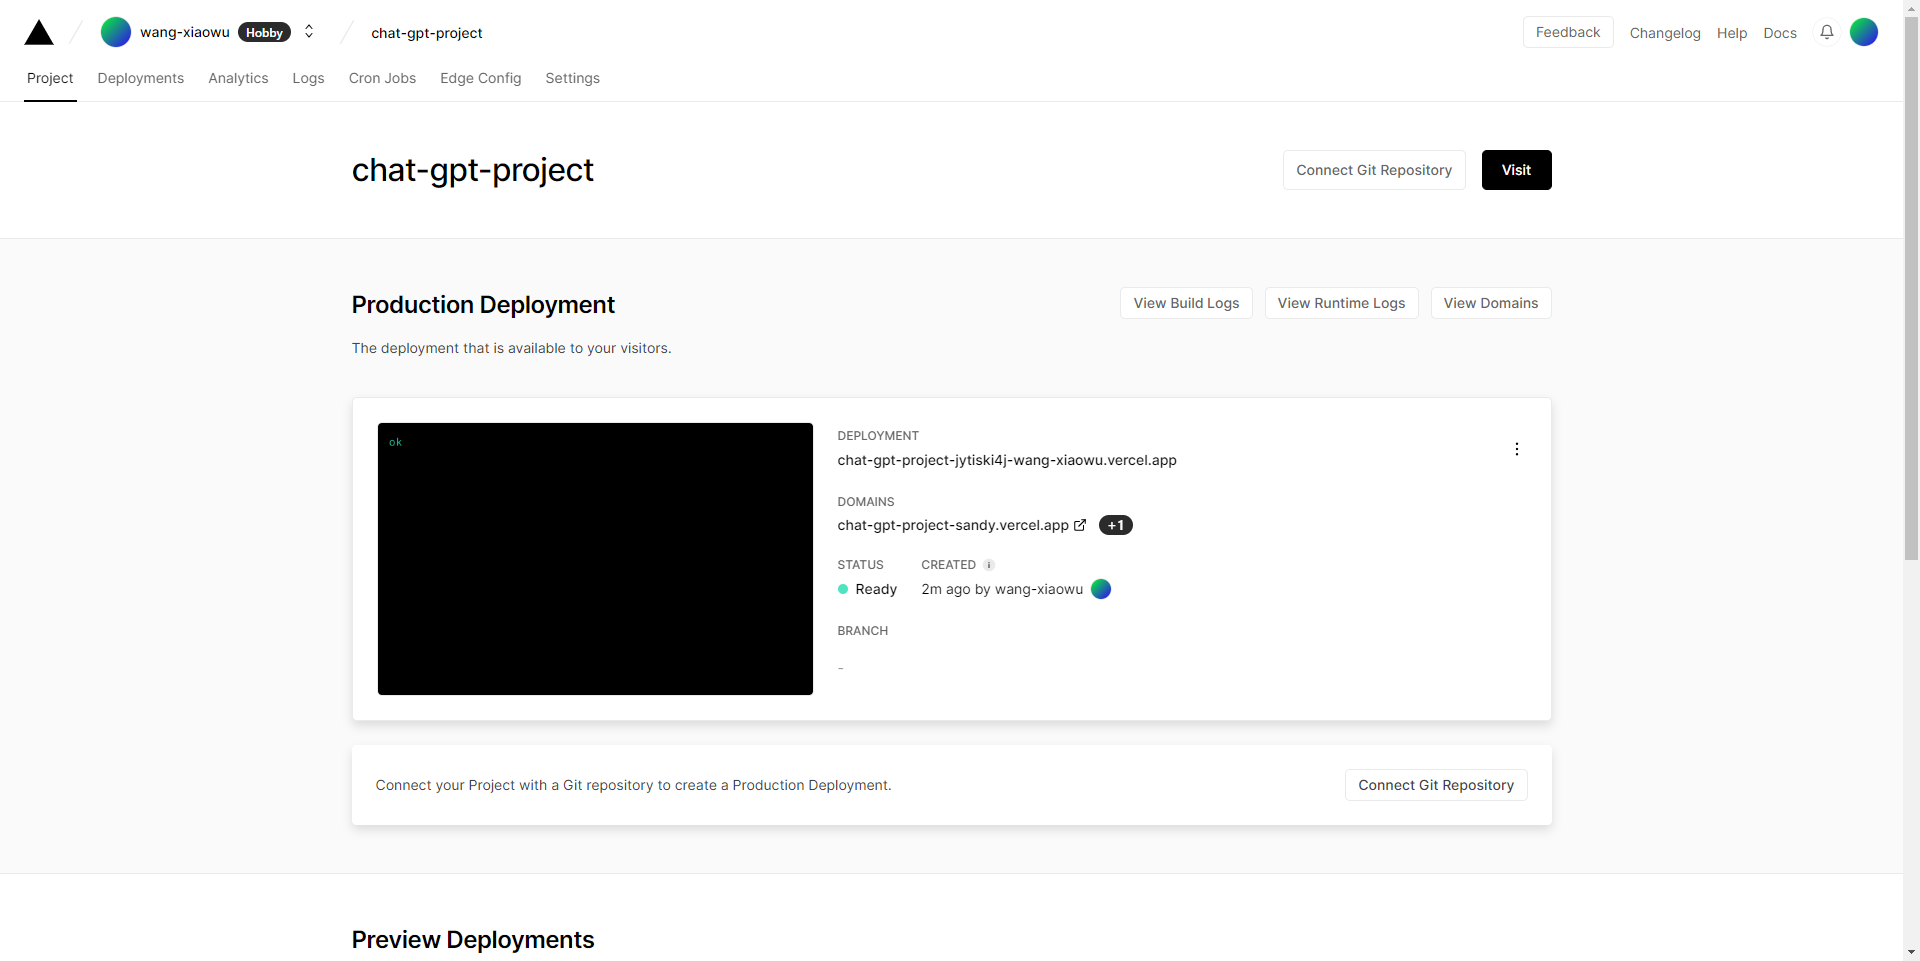 wang-xiaowu Hobby chat-gpt-project Feedback Changelog Help Docs
Project Deployments Analytics Logs Cron Jobs Edge Config Settings
chat-gpt-project Connect Git Repository Visit
Production Deployment View Build Logs View Runtime Logs View Domains
The deployment that is available to your visitors.
ok
DEPLOYMENT
chat-gpt-project-jytiski4j-wang-xiaowu.vercel.app
DOMAINS
chat-gpt-project-sandy.vercel.app +1
STATUS CREATED
Ready 2m ago by wang-xiaowu
BRANCH
-
Connect your Project with a Git repository to create a Production Deployment. Connect Git Repository
Preview Deployments